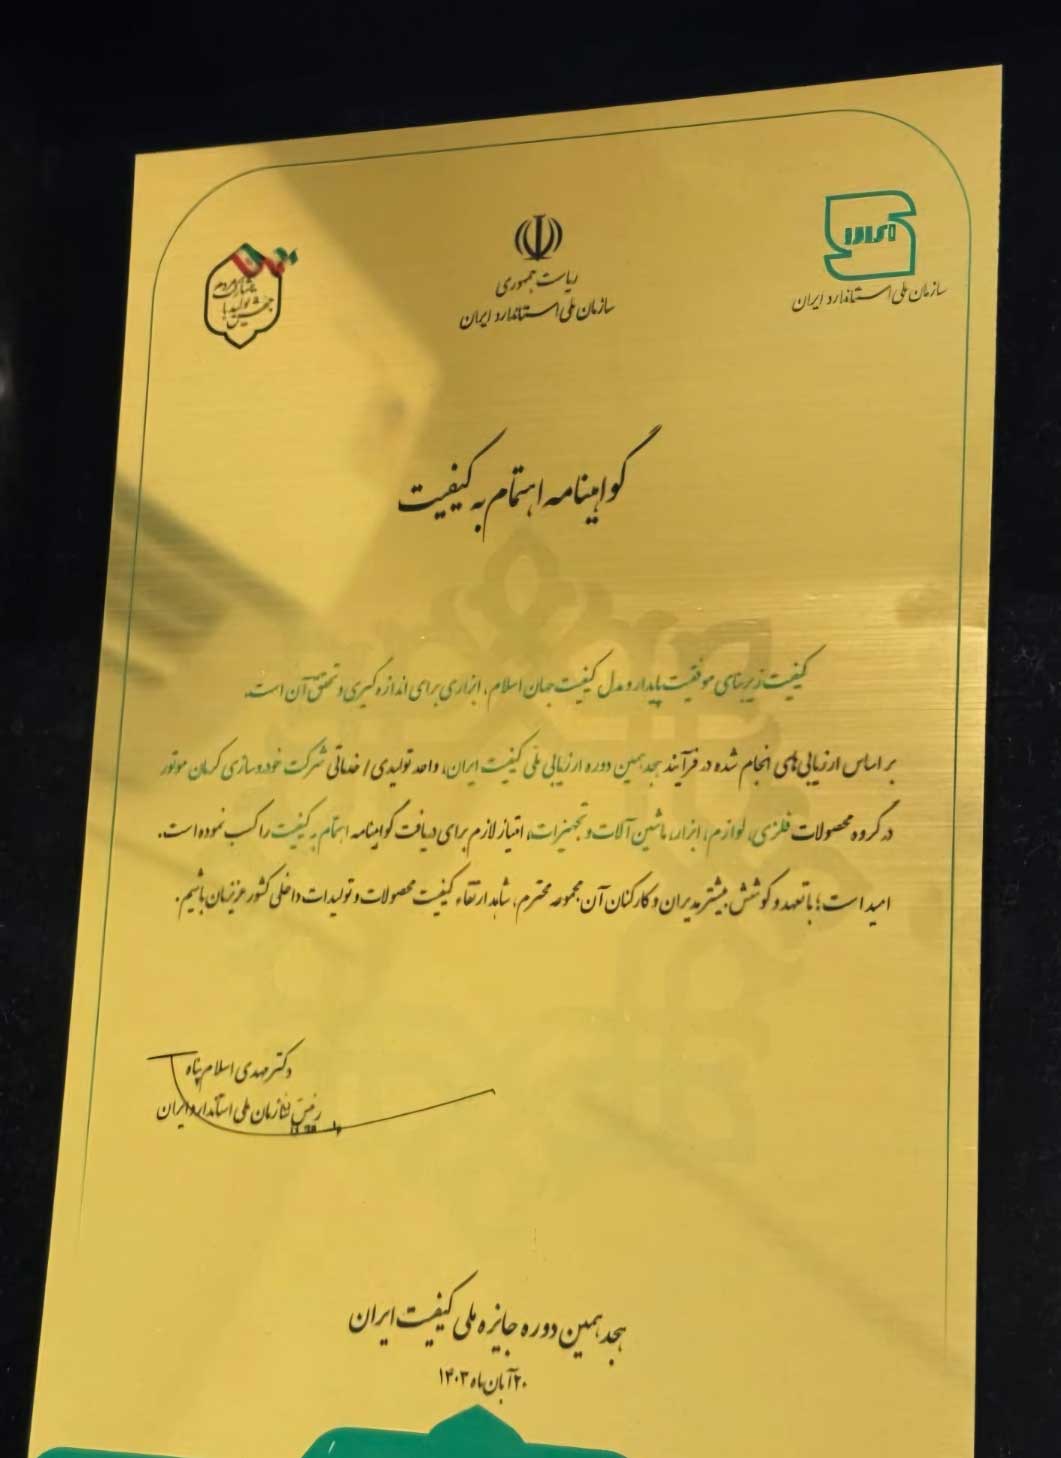 ریاست جمهوری
سازمان ملی استاندارد ایران
سازمان ملی استاندارد ایران
جهش تولید با
مشارکت مردم
گواهینامه اهتمام به کیفیت
کیفیت زیربنای موفقیت پایدار و مدل کیفیت جهان اسلام، ابزاری برای اندازه گیری و تحقق آن است.
بر اساس ارزیابی های انجام شده در فرآیند هجدهمین دوره ارزیابی ملی کیفیت ایران، واحد تولیدی / خدماتی شرکت خودروسازی کرمان موتور
در گروه محصولات فلزی، لوازم، ابزار، ماشین آلات و تجهیزات، امتیاز لازم برای دریافت گواهینامه اهتمام به کیفیت را کسب نموده است.
امید است؛ با تعهد و کوشش بیشتر مدیران و کارکنان آن مجموعه محترم، شاهد ارتقاء کیفیت محصولات و تولیدات داخلی کشور عزیزمان باشیم.
دکتر مهدی اسلام پناه
رئیس سازمان ملی استاندارد ایران
هجدهمین دوره جایزه ملی کیفیت ایران
۲۰ آبان ماه ۱۴۰۳